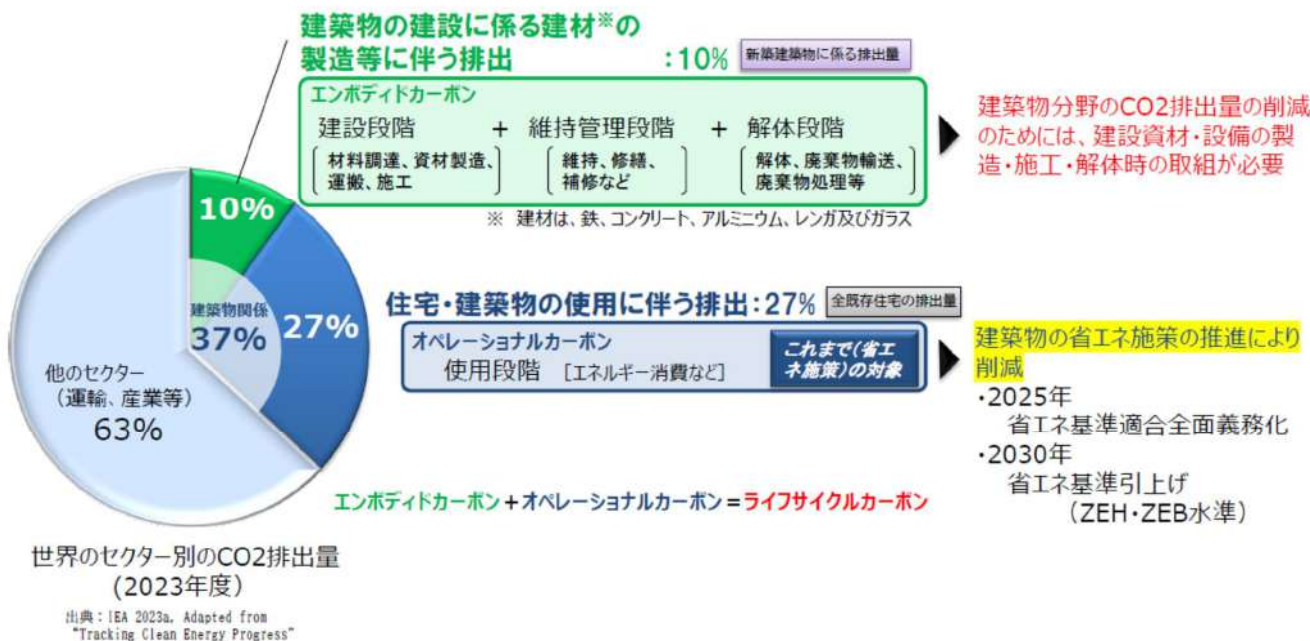 建築物の建設に係る建材※の
製造等に伴う排出 :10% 新築建築物に係る排出量
エンボディドカーボン
建設段階 + 維持管理段階 + 解体段階
材料調達、資材製造、
運搬、施工
維持、修繕、
補修など
解体、廃棄物輸送、
廃棄物処理等
※ 建材は、鉄、コンクリート、アルミニウム、レンガ及びガラス
建築物分野のCO2排出量の削減
のためには、建設資材・設備の製
造・施工・解体時の取組が必要
10%
建築物関係
37%
27%
他のセクター
(運輸、産業等)
63%
住宅・建築物の使用に伴う排出:27% 全既存住宅の排出量
オペレーショナルカーボン
使用段階 [エネルギー消費など]
これまで(省エ
ネ施策)の対象
建築物の省エネ施策の推進により
削減
・2025年
省エネ基準適合全面義務化
・2030年
省エネ基準引上げ
(ZEH・ZEB水準)
エンボディドカーボン+オペレーショナルカーボン=ライフサイクルカーボン
世界のセクター別のCO2排出量
(2023年度)
出典:IEA 2023a. Adapted from
"Tracking Clean Energy Progress"